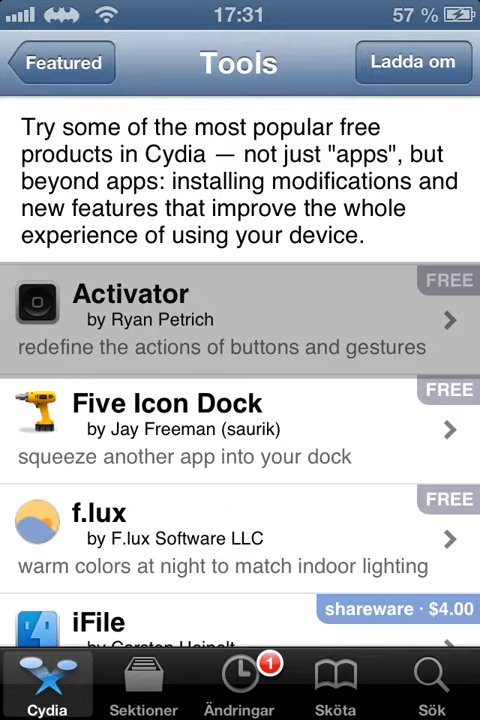 17:31
57 %
Featured
Tools
Ladda om
Try some of the most popular free
products in Cydia — not just "apps", but
beyond apps: installing modifications and
new features that improve the whole
experience of using your device.
FREE
Activator
by Ryan Petrich
redefine the actions of buttons and gestures
FREE
Five Icon Dock
by Jay Freeman (saurik)
squeeze another app into your dock
FREE
f.lux
by F.lux Software LLC
warm colors at night to match indoor lighting
shareware · $4.00
iFile
by Carsten Heinelt
1
Cydia
Sektioner
Ändringar
Sköta
Sök